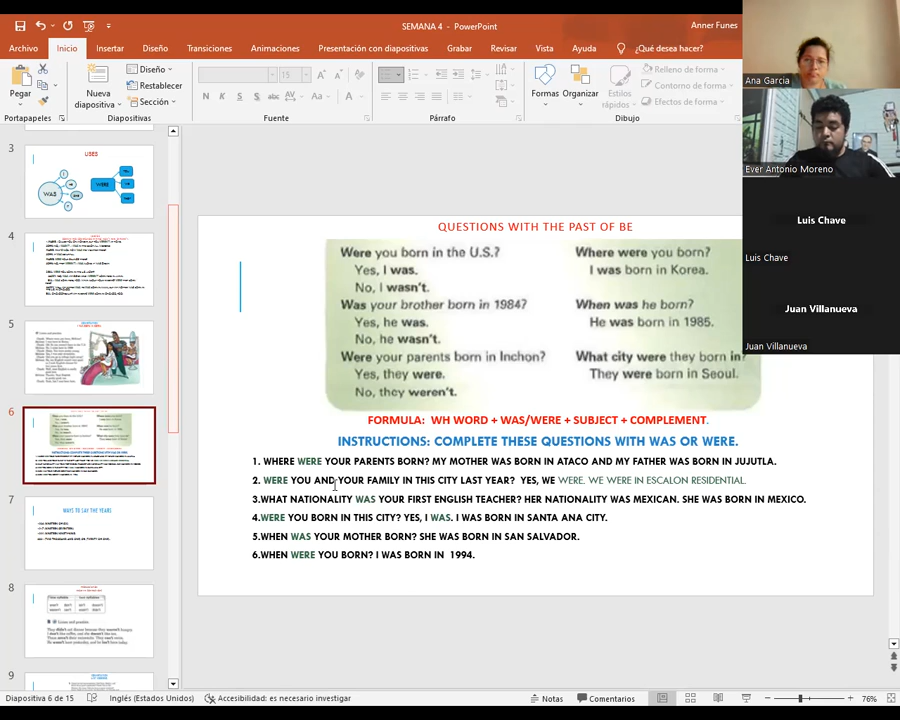 SEMANA 4 - PowerPoint
Anner Funes
Archivo Inicio Insertar Diseño Transiciones Animaciones Presentación con diapositivas Grabar Revisar Vista Ayuda ¿Qué desea hacer?
Pegar
Nueva diapositiva
Diseño
Restablecer
Sección
15
N K S S abc AV Aa A
Formas
Organizar
Estilos rápidos
Relleno de forma
Contorno de forma
Efectos de forma
Portapapeles
Diapositivas
Fuente
Párrafo
Dibujo
Ana Garcia
Ever Antonio Moreno
Luis Chave
Luis Chave
Juan Villanueva
Juan Villanueva
3
USES
WAS
WERE
4
5
6
7
WAYS TO SAY THE YEARS
8
9
QUESTIONS WITH THE PAST OF BE
Were you born in the U.S.?
Yes, I was.
No, I wasn't.
Was your brother born in 1984?
Yes, he was.
No, he wasn't.
Were your parents born in Inchon?
Yes, they were.
No, they weren't.
Where were you born?
I was born in Korea.
When was he born?
He was born in 1985.
What city were they born in?
They were born in Seoul.
FORMULA: WH WORD + WAS/WERE + SUBJECT + COMPLEMENT.
INSTRUCTIONS: COMPLETE THESE QUESTIONS WITH WAS OR WERE.
1. WHERE WERE YOUR PARENTS BORN? MY MOTHER WAS BORN IN ATACO AND MY FATHER WAS BORN IN JUJUTLA.
2. WERE YOU AND YOUR FAMILY IN THIS CITY LAST YEAR? YES, WE WERE. WE WERE IN ESCALON RESIDENTIAL.
3.WHAT NATIONALITY WAS YOUR FIRST ENGLISH TEACHER? HER NATIONALITY WAS MEXICAN. SHE WAS BORN IN MEXICO.
4.WERE YOU BORN IN THIS CITY? YES, I WAS. I WAS BORN IN SANTA ANA CITY.
5.WHEN WAS YOUR MOTHER BORN? SHE WAS BORN IN SAN SALVADOR.
6.WHEN WERE YOU BORN? I WAS BORN IN 1994.
Diapositiva 6 de 15
Inglés (Estados Unidos)
Accesibilidad: es necesario investigar
Notas
Comentarios
76%